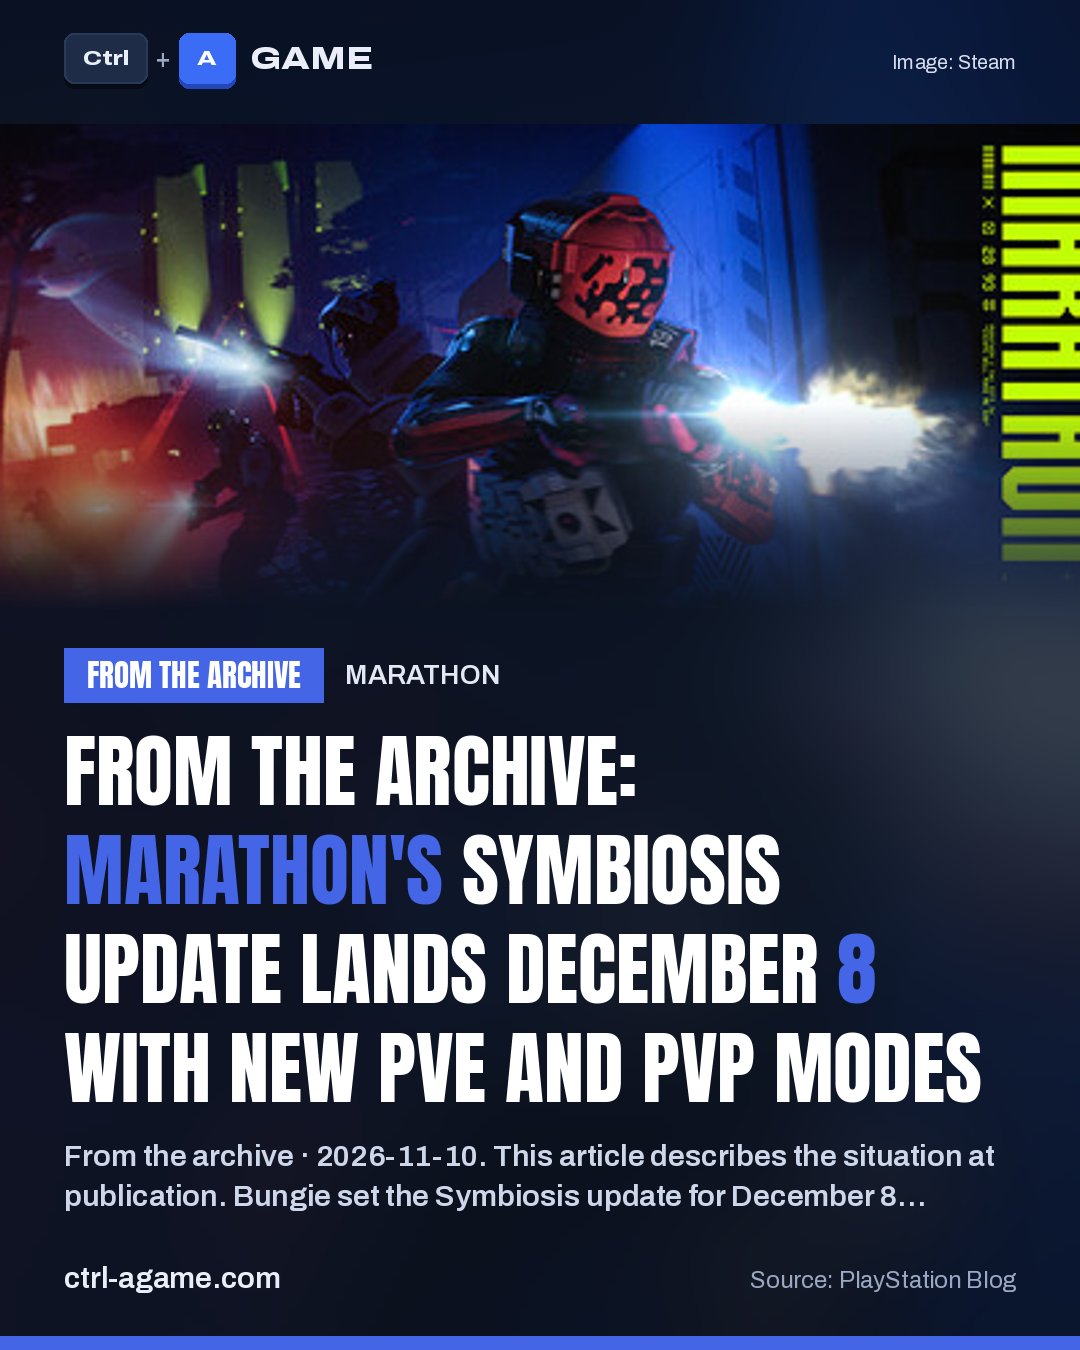 Ctrl + A GAME
Image: Steam
MARATHON
FROM THE ARCHIVE
MARATHON
FROM THE ARCHIVE:
MARATHON'S SYMBIOSIS
UPDATE LANDS DECEMBER 8
WITH NEW PVE AND PVP MODES
From the archive · 2026-11-10. This article describes the situation at
publication. Bungie set the Symbiosis update for December 8...
ctrl-agame.com
Source: PlayStation Blog